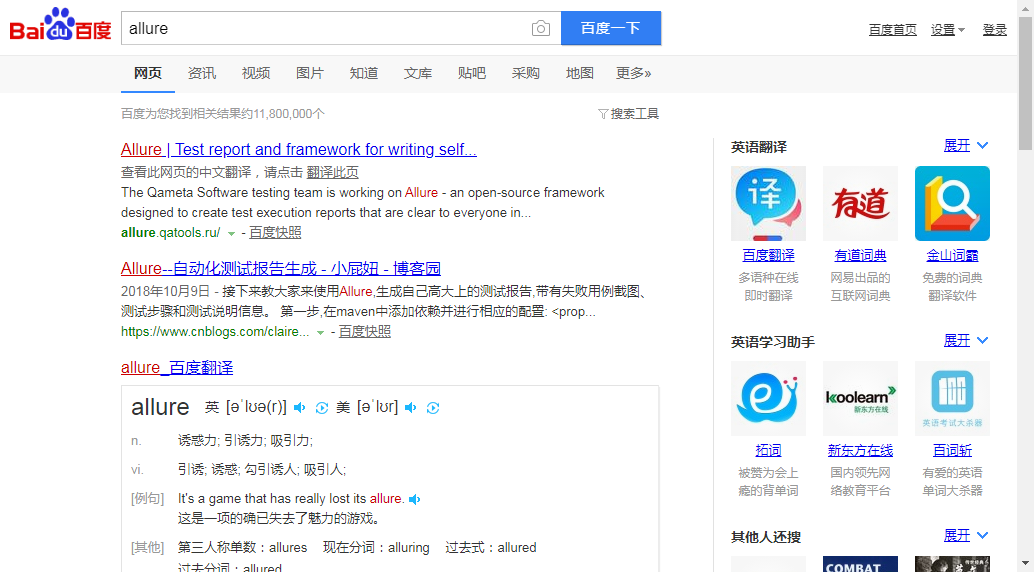 Bai du 百度
allure
百度一下
百度首页 设置 登录
网页 资讯 视频 图片 知道 文库 贴吧 采购 地图 更多»
百度为您找到相关结果约11,800,000个
搜索工具
Allure | Test report and framework for writing self...
查看此网页的中文翻译，请点击 翻译此页
The Qameta Software testing team is working on Allure - an open-source framework
designed to create test execution reports that are clear to everyone in...
allure.qatools.ru/ - 百度快照
Allure--自动化测试报告生成 - 小屁妞 - 博客园
2018年10月9日 - 接下来教大家来使用Allure,生成自己高大上的测试报告,带有失败用例截图、
测试步骤和测试说明信息。 第一步,在maven中添加依赖并进行相应的配置: <prop...
https://www.cnblogs.com/claire... - 百度快照
allure_百度翻译
allure 英 [əˈlʊə(r)] 美 [əˈlʊr]
n. 诱惑力; 引诱力; 吸引力;
vi. 引诱; 诱惑; 勾引诱人; 吸引人;
[例句] It's a game that has really lost its allure.
这是一项的确已失去了魅力的游戏。
[其他] 第三人称单数：allures 现在分词：alluring 过去式：allured
过去分词：allured
英语翻译 展开
译 有道
百度翻译 有道词典 金山词霸
多语种在线 网易出品的 免费的词典
即时翻译 互联网词典 翻译软件
英语学习助手 展开
koolearn
新东方在线
英语考试大杀器
拓词 新东方在线 百词斩
被赞为会上 国内领先网 有爱的英语
瘾的背单词 络教育平台 单词大杀器
其他人还搜 展开
COMBAT